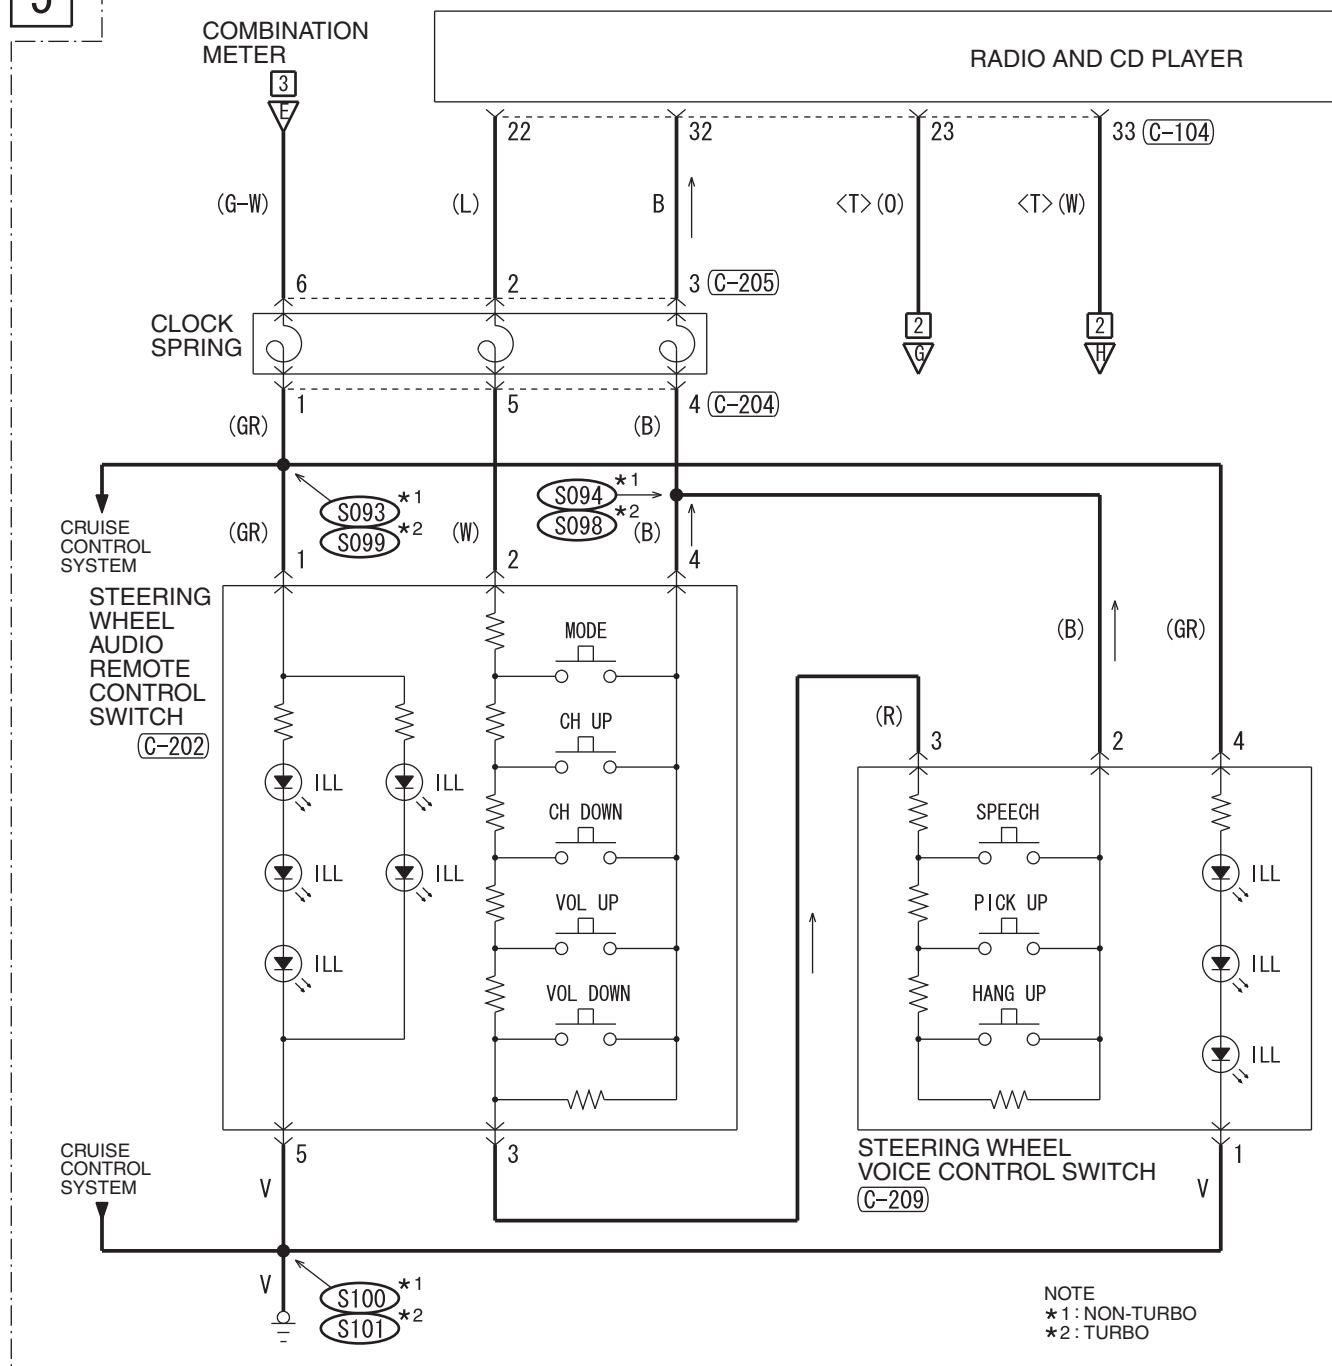 COMBINATION
METER
3
E
RADIO AND CD PLAYER
22
32
23
33 (C-104)
(G-W)
(L)
B
<T>(O)
<T>(W)
6
2
3 (C-205)
CLOCK
SPRING
2
G
2
H
1
5
4 (C-204)
(GR)
(B)
CRUISE
CONTROL
SYSTEM
S093 *1
S099 *2
S094 *1
S098 *2
(GR)
(W)
(B)
1
2
4
STEERING
WHEEL
AUDIO
REMOTE
CONTROL
SWITCH
(C-202)
MODE
CH UP
CH DOWN
VOL UP
VOL DOWN
ILL
ILL
ILL
ILL
ILL
(B)
(GR)
(R)
3
2
4
SPEECH
PICK UP
HANG UP
ILL
ILL
ILL
5
3
1
CRUISE
CONTROL
SYSTEM
V
STEERING WHEEL
VOICE CONTROL SWITCH
(C-209)
V
V
S100 *1
S101 *2
NOTE
*1 : NON-TURBO
*2 : TURBO